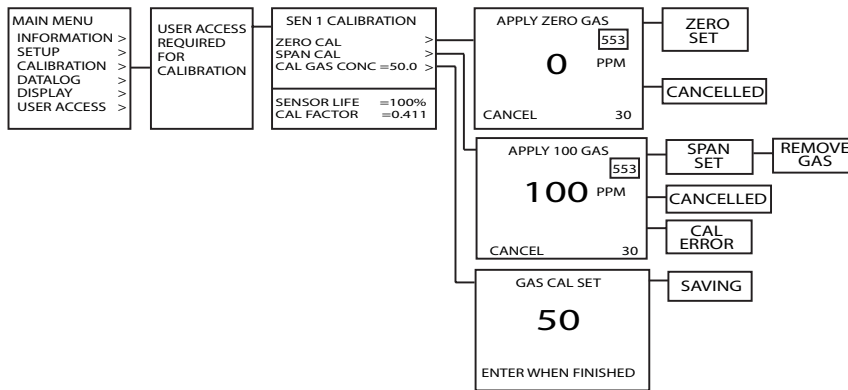 MAIN MENU
INFORMATION >
SETUP >
CALIBRATION >
DATALOG >
DISPLAY >
USER ACCESS >
USER ACCESS
REQUIRED
FOR
CALIBRATION
SEN 1 CALIBRATION
ZERO CAL >
SPAN CAL >
CAL GAS CONC =50.0 >
SENSOR LIFE =100%
CAL FACTOR =0.411
APPLY ZERO GAS
553
0 PPM
CANCEL 30
ZERO
SET
CANCELLED
APPLY 100 GAS
553
100 PPM
CANCEL 30
SPAN
SET
REMOVE
GAS
CANCELLED
CAL
ERROR
GAS CAL SET
50
ENTER WHEN FINISHED
SAVING